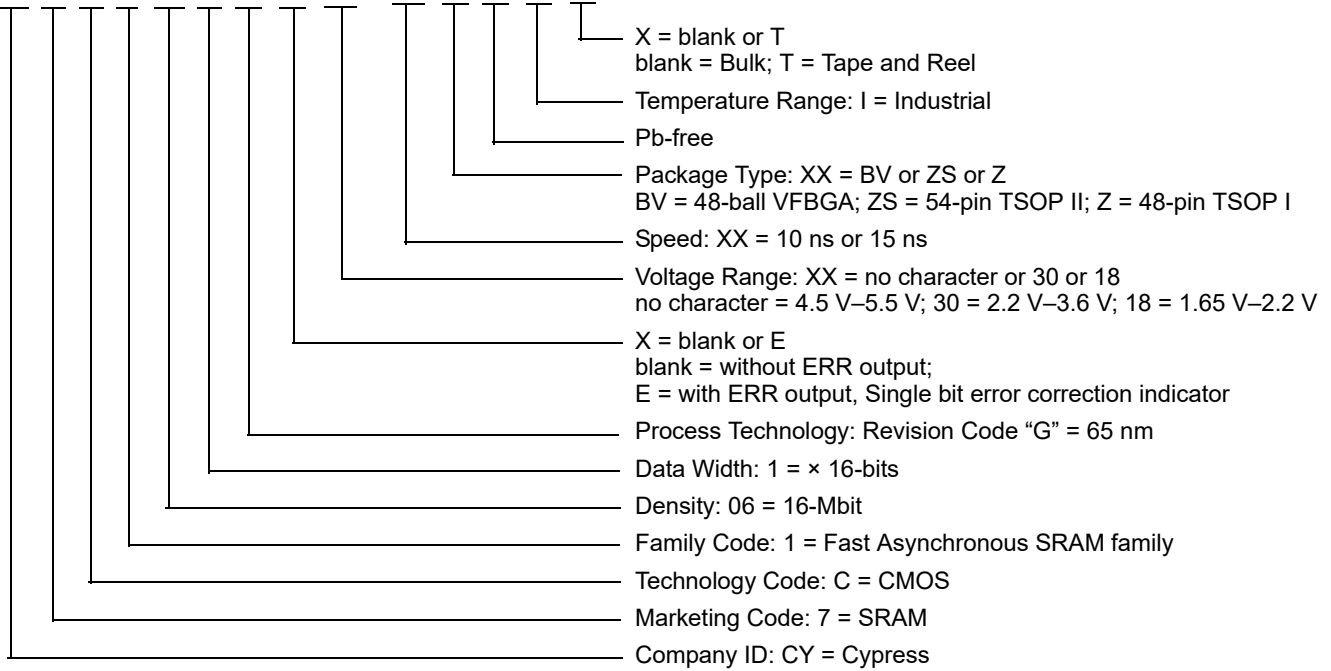 X = blank or T
blank = Bulk; T = Tape and Reel
Temperature Range: I = Industrial
Pb-free
Package Type: XX = BV or ZS or Z
BV = 48-ball VFBGA; ZS = 54-pin TSOP II; Z = 48-pin TSOP I
Speed: XX = 10 ns or 15 ns
Voltage Range: XX = no character or 30 or 18
no character = 4.5 V–5.5 V; 30 = 2.2 V–3.6 V; 18 = 1.65 V–2.2 V
X = blank or E
blank = without ERR output;
E = with ERR output, Single bit error correction indicator
Process Technology: Revision Code “G” = 65 nm
Data Width: 1 = × 16-bits
Density: 06 = 16-Mbit
Family Code: 1 = Fast Asynchronous SRAM family
Technology Code: C = CMOS
Marketing Code: 7 = SRAM
Company ID: CY = Cypress